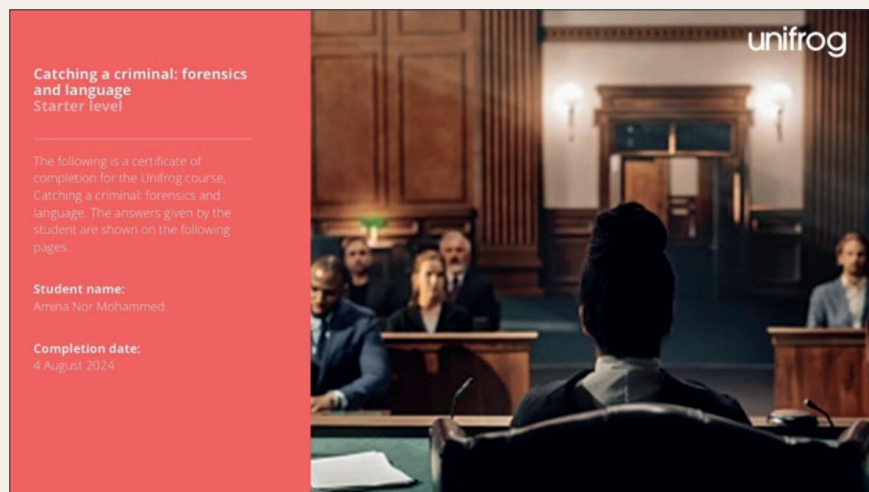 unifrog
Catching a criminal: forensics
and language
Starter level
The following is a certificate of
completion for the Unifrog course,
Catching a criminal: forensics and
language. The answers given by the
student are shown on the following
pages.
Student name:
Amina Nor Mohammed
Completion date:
4 August 2024